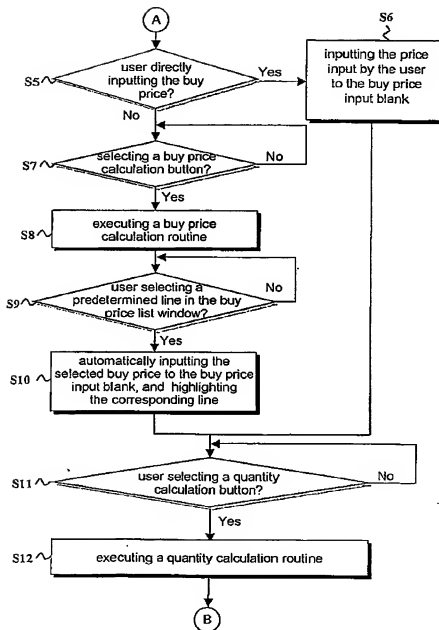 A
S6
user directly
inputting the buy
price?
S5
Yes
No
inputting the price
input by the user
to the buy price
input blank
selecting a buy price
calculation button?
S7
No
Yes
executing a buy price
calculation routine
S8
user selecting a
predetermined line in the buy
price list window?
S9
No
Yes
automatically inputting the
selected buy price to the buy price
input blank, and highlighting
the corresponding line
S10
user selecting a quantity
calculation button?
S11
No
Yes
S12
executing a quantity calculation routine
B